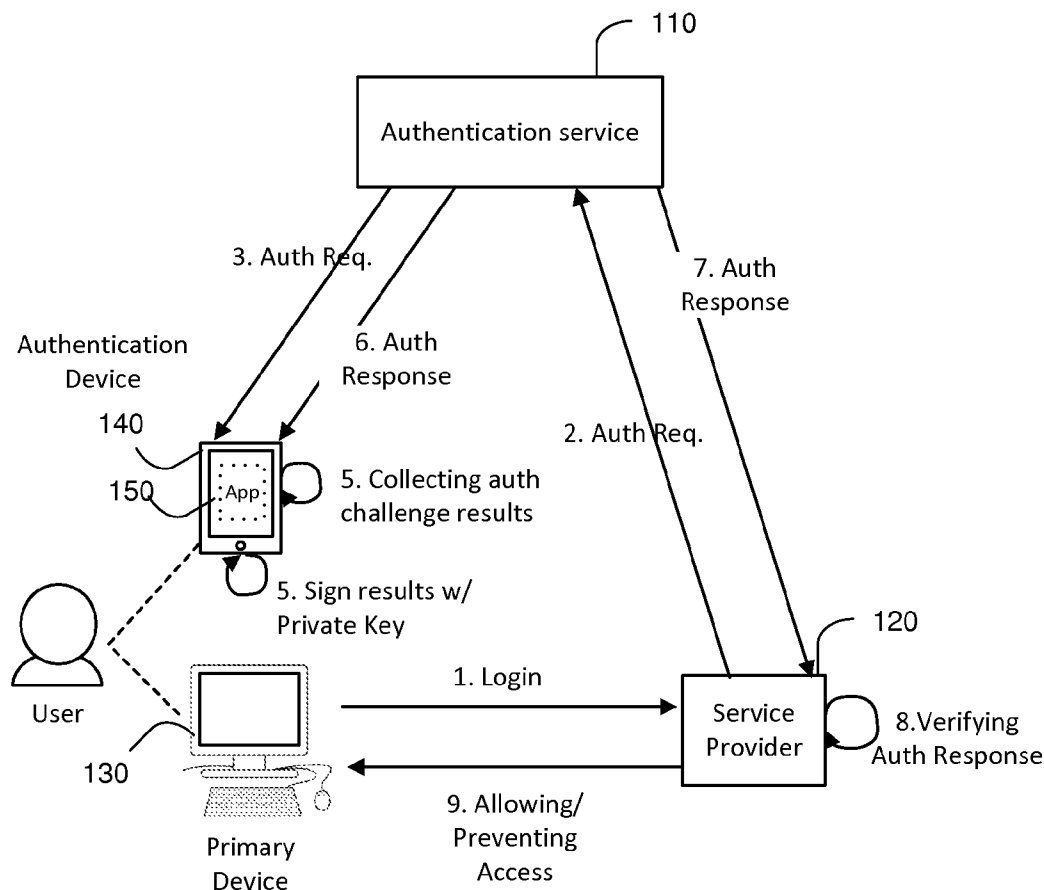 110
Authentication service
3. Auth Req.
7. Auth
Response
6. Auth
Response
Authentication
Device
140
2. Auth Req.
150
App
5. Collecting auth
challenge results
5. Sign results w/
Private Key
120
User
1. Login
Service
Provider
8.Verifying
Auth Response
130
9. Allowing/
Preventing
Access
Primary
Device